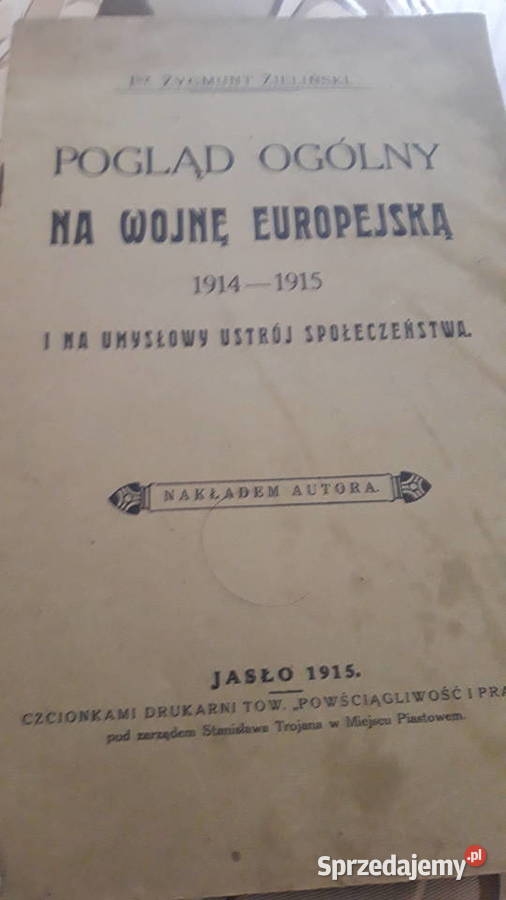 Dr. ZYGMUNT ZIELIŃSKI.
POGLĄD OGÓLNY
NA WOJNĘ EUROPEJSKĄ
1914—1915
I NA UMYSŁOWY USTRÓJ SPOŁECZEŃSTWA.
NAKŁADEM AUTORA.
JASŁO 1915.
CZCIONKAMI DRUKARNI TOW. „POWŚCIĄGLIWOŚĆ I PRA
pod zarządem Stanisława Trojana w Miejscu Piastowem.
Sprzedajemy.pl